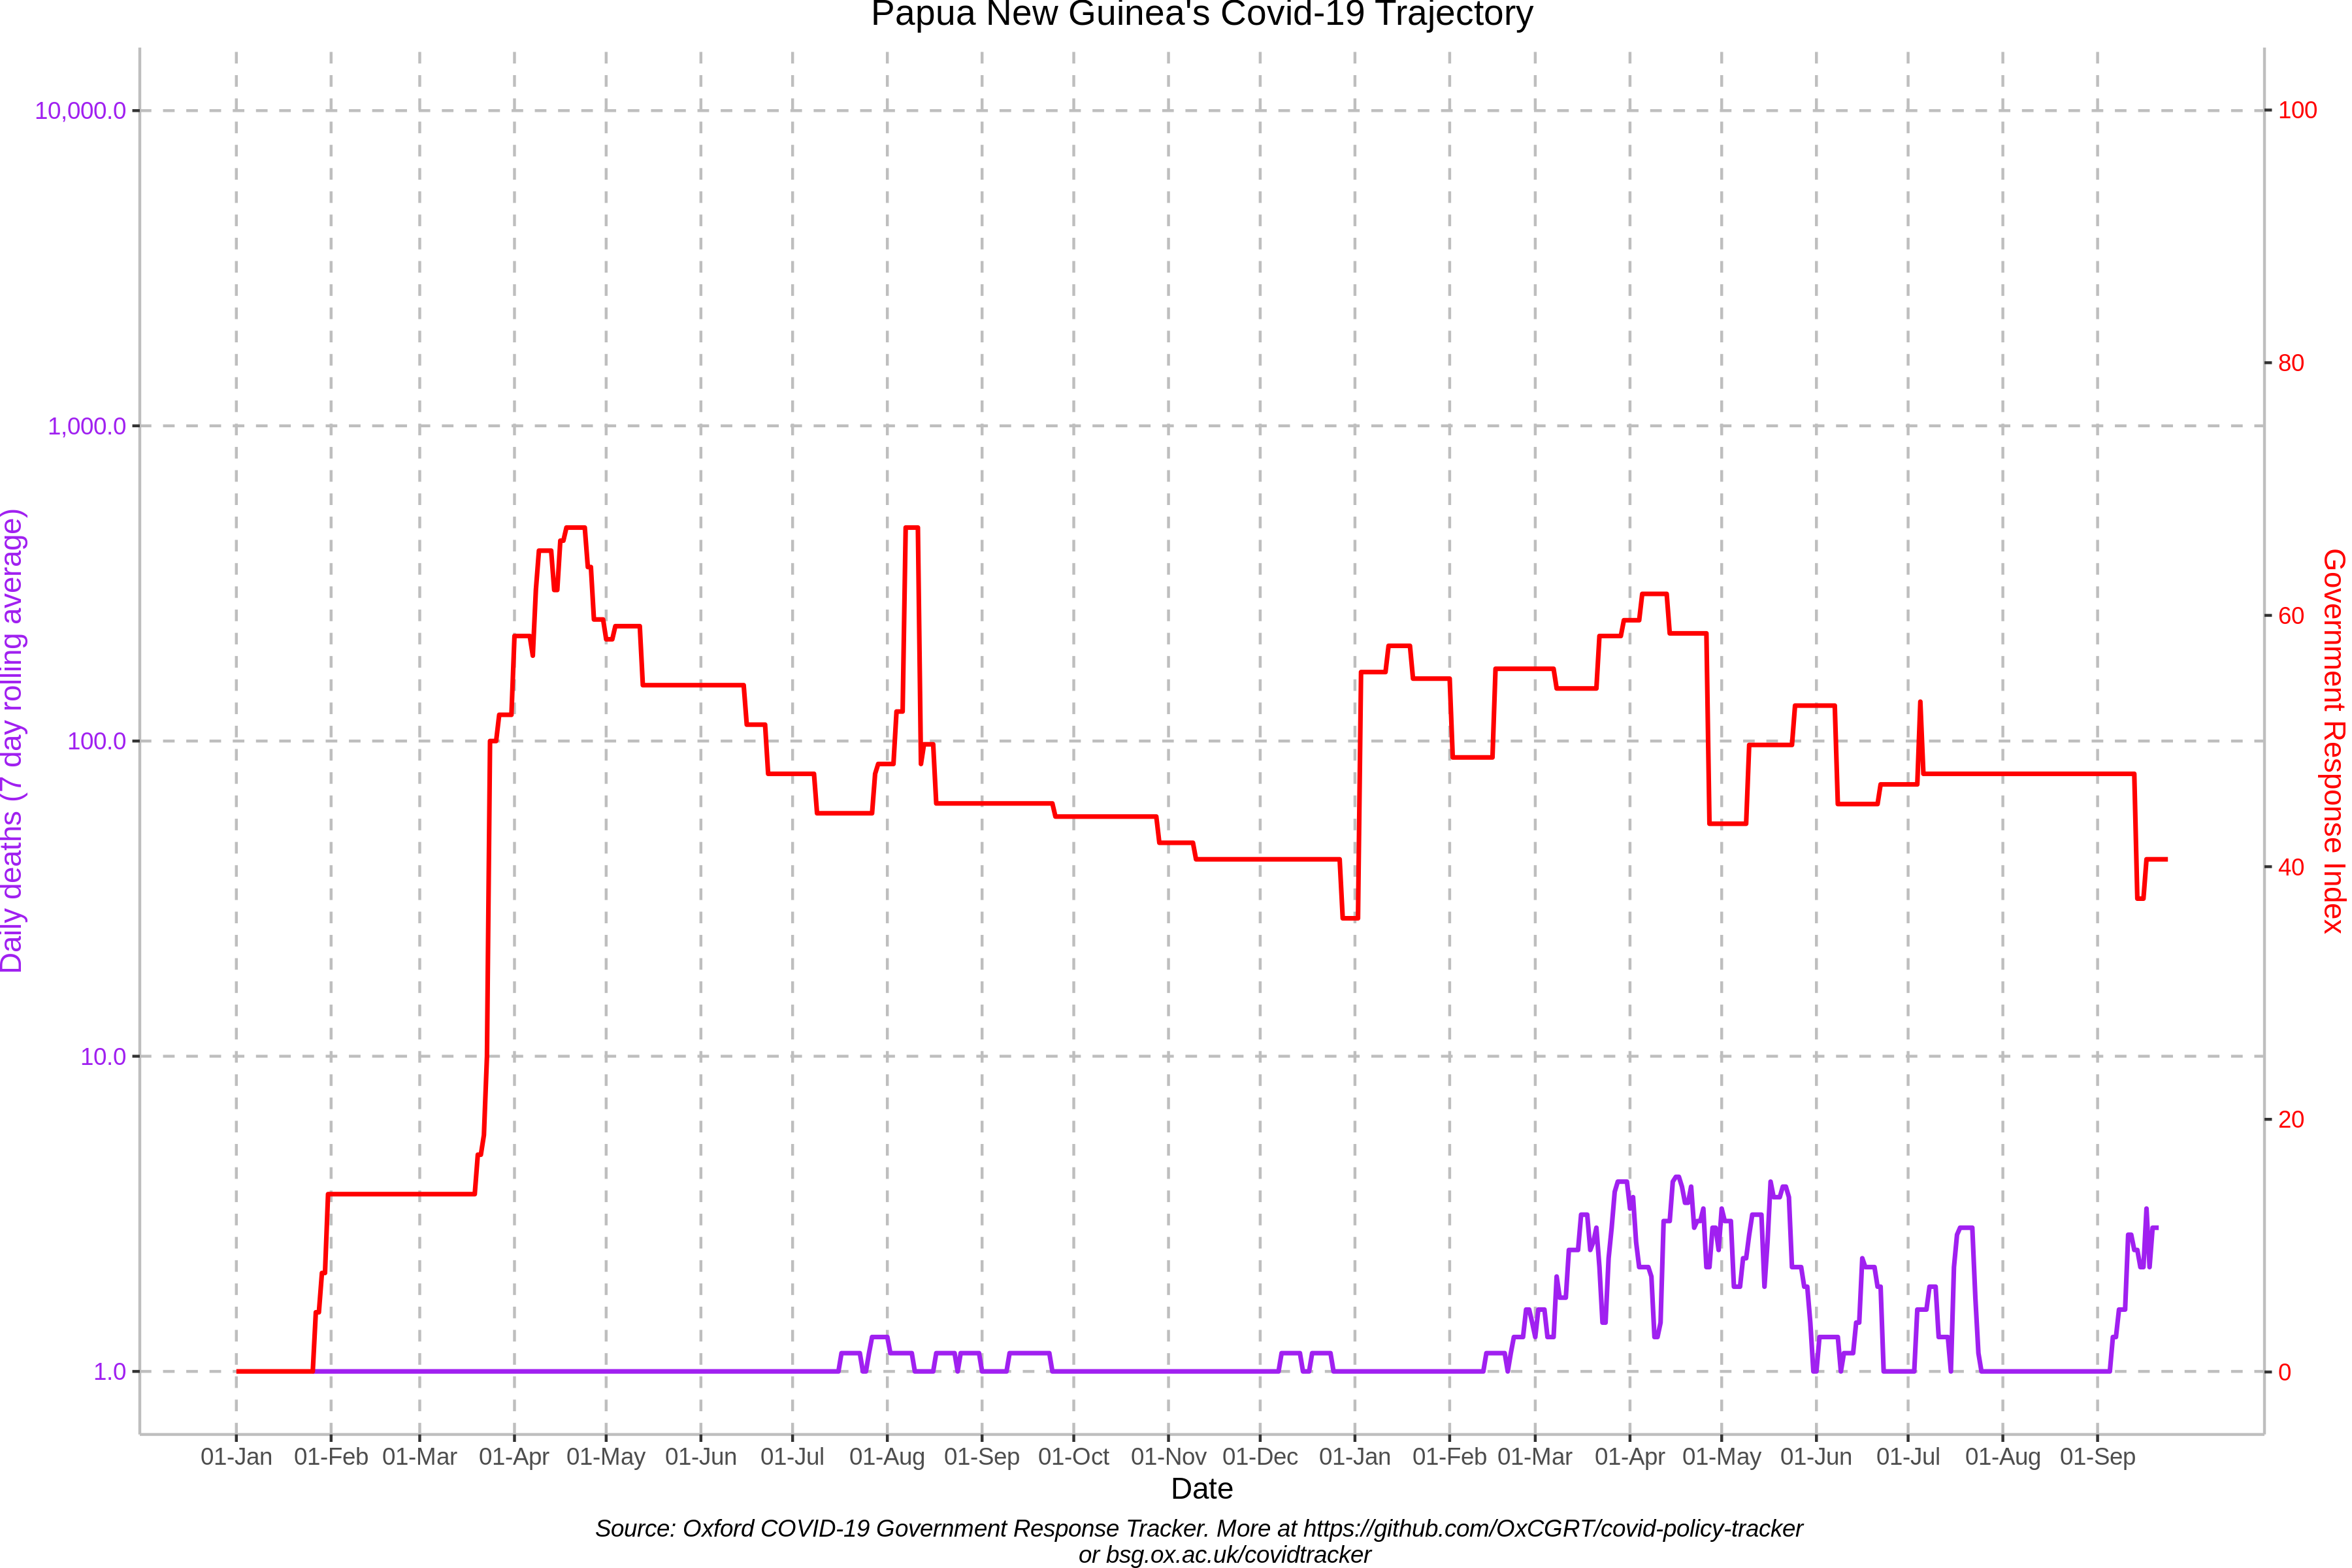 Papua New Guinea's Covid-19 Trajectory
10,000.0
1,000.0
100.0
10.0
1.0
Daily deaths (7 day rolling average)
100
80
60
40
20
0
Government Response Index
01-Jan 01-Feb 01-Mar 01-Apr 01-May 01-Jun 01-Jul 01-Aug 01-Sep 01-Oct 01-Nov 01-Dec 01-Jan 01-Feb 01-Mar 01-Apr 01-May 01-Jun 01-Jul 01-Aug 01-Sep
Date
Source: Oxford COVID-19 Government Response Tracker. More at https://github.com/OxCGRT/covid-policy-tracker
or bsg.ox.ac.uk/covidtracker